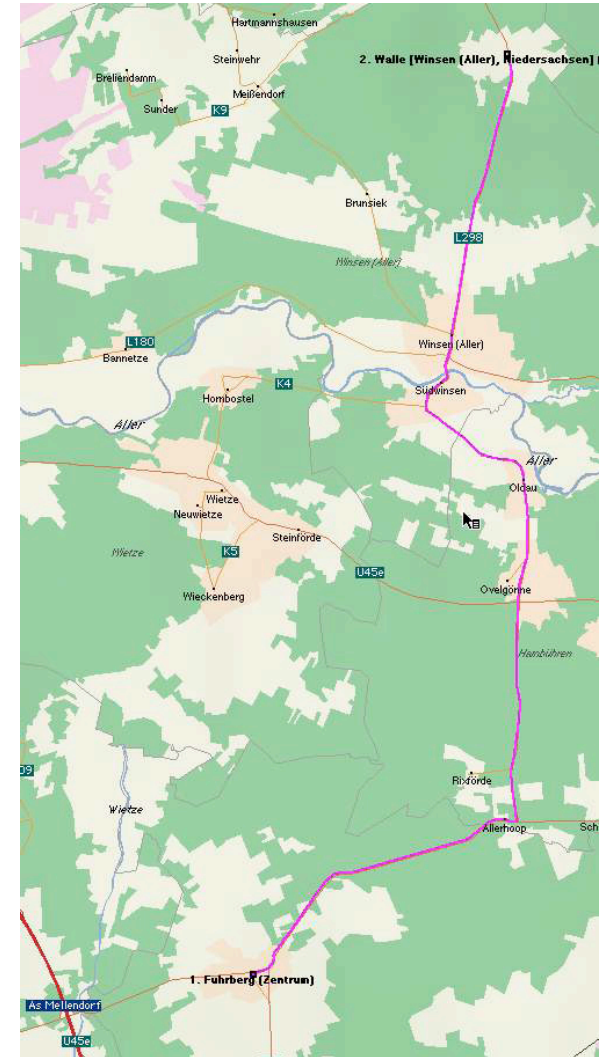 Hartmannshausen
Steinwehr
2. Walle [Winsen (Aller), Niedersachsen]
Breliendamm
Meißendorf
Sunder
K9
Brunsiek
L298
Winsen (Aller)
L180
Winsen (Aller)
Bannetze
K4
Südwinsen
Hornbostel
Aller
Aller
Oldau
Wietze
Neuwietze
Steinförde
K5
Wietze
U45e
Ovelgönne
Wieckenberg
Hambühren
09
Rixförde
Wietze
Allerhoop
Sch
1. Fuhrberg (Zentrum)
As Mellendorf
U45e